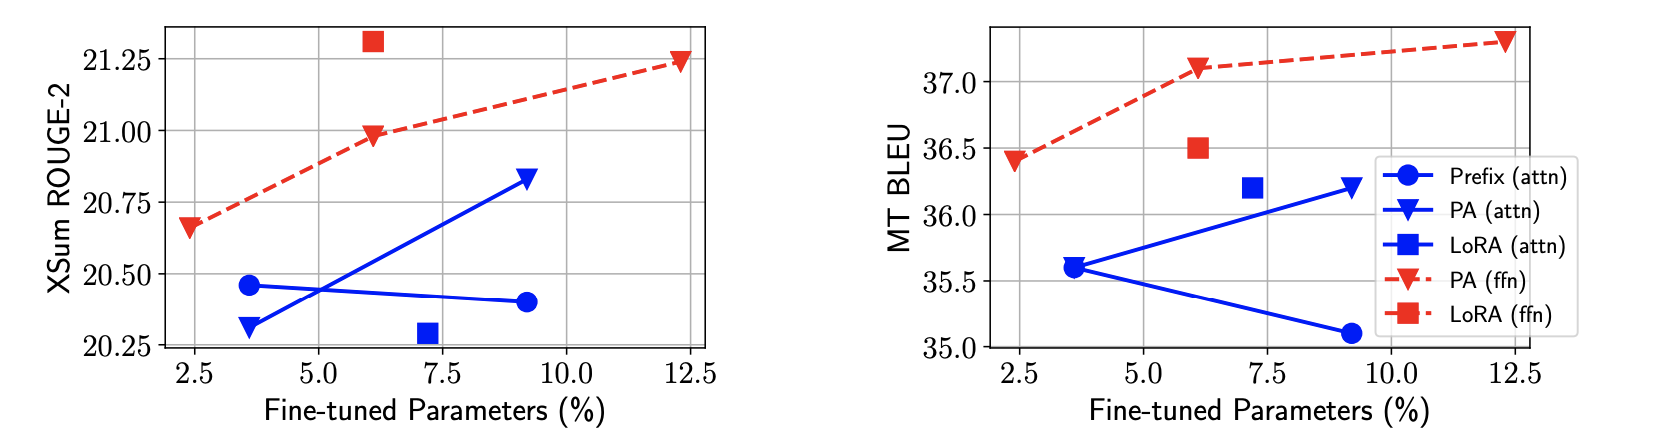 XSum ROUGE-2
21.25
21.00
20.75
20.50
20.25
2.5 5.0 7.5 10.0 12.5
Fine-tuned Parameters (%)
MT BLEU
37.0
36.5
36.0
35.5
35.0
2.5 5.0 7.5 10.0 12.5
Fine-tuned Parameters (%)
Prefix (attn)
PA (attn)
LoRA (attn)
PA (ffn)
LoRA (ffn)